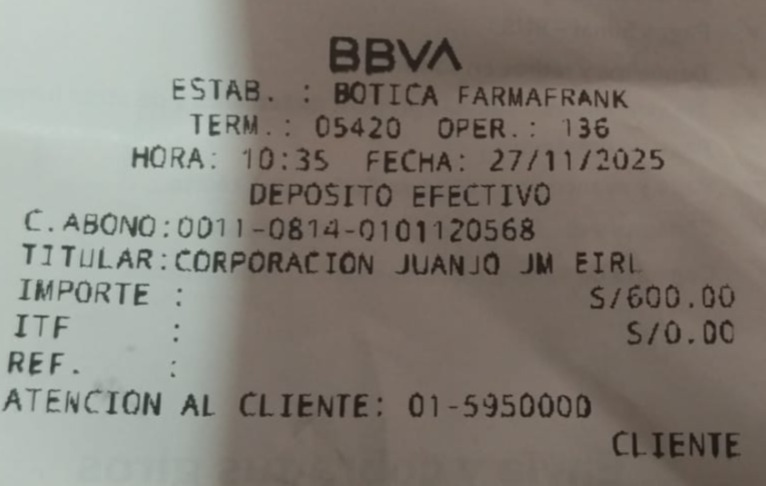 BBVA
ESTAB. : BOTICA FARMAFRANK
TERM.: 05420 OPER.: 136
HORA: 10:35 FECHA: 27/11/2025
DEPOSITO EFECTIVO
C.ABONO:0011-0814-0101120568
TITULAR:CORPORACION JUANJO JM EIRL
IMPORTE : S/600.00
ITF : S/0.00
REF. :
ATENCION AL CLIENTE: 01-5950000
CLIENTE